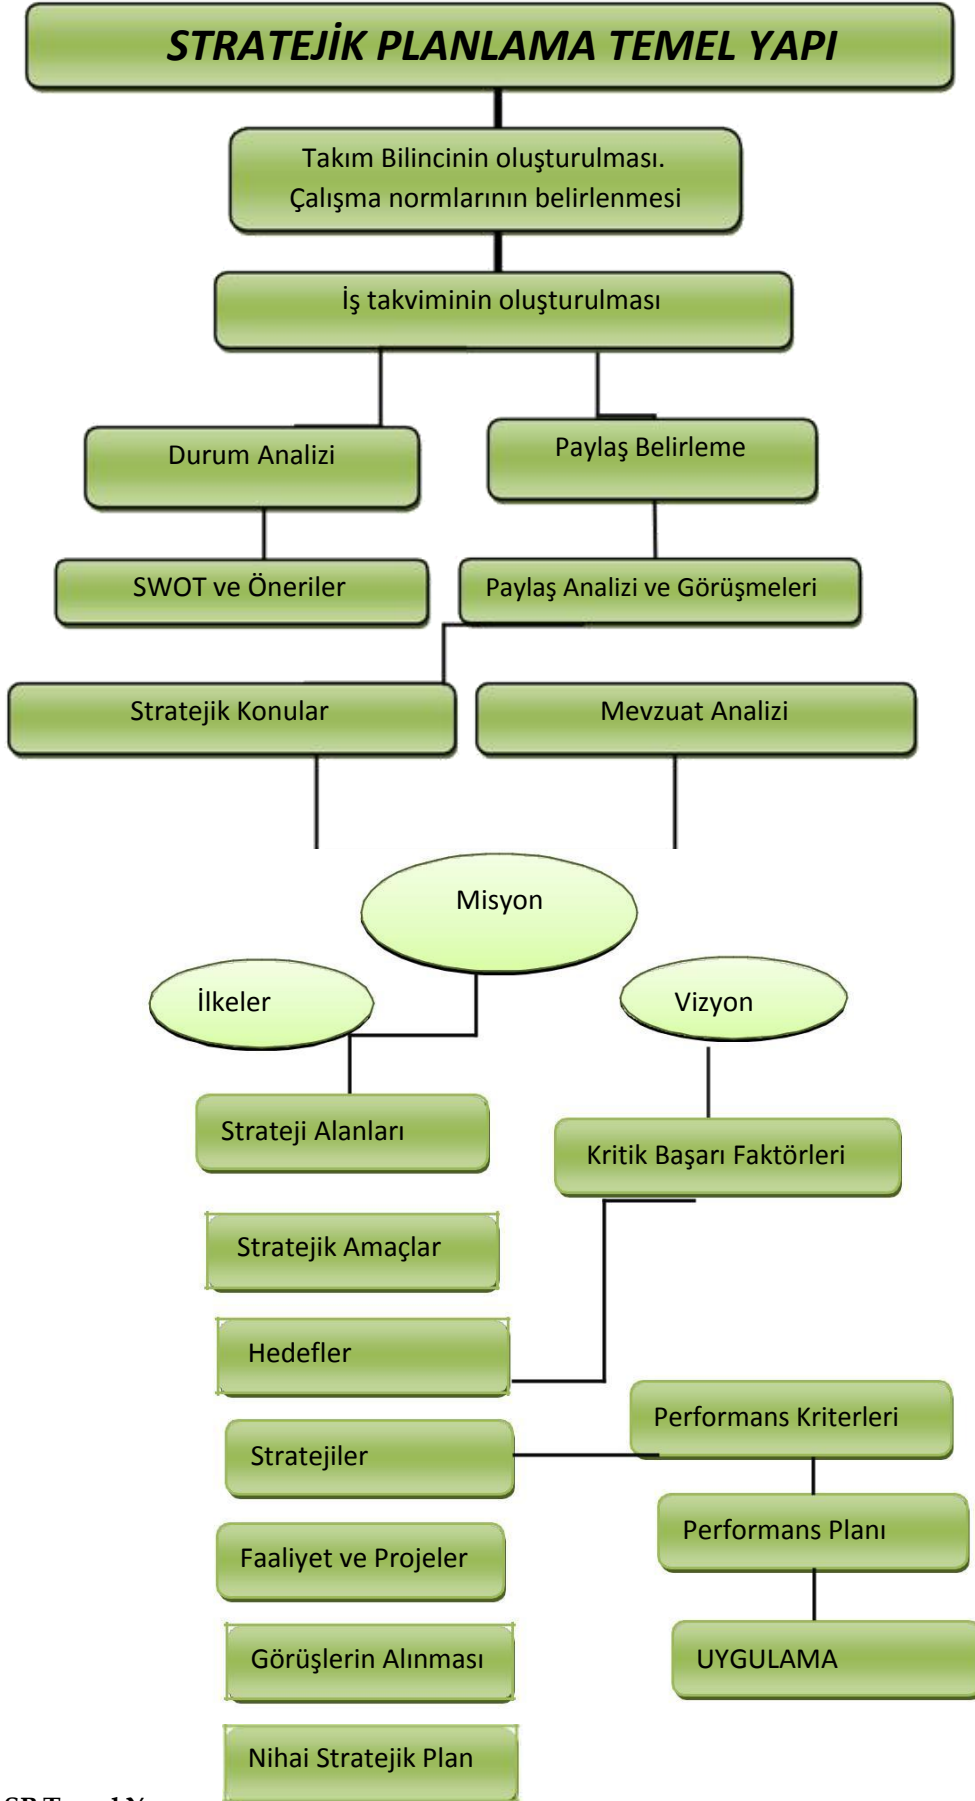 STRATEJİK PLANLAMA TEMEL YAPI
Takım Bilincinin oluşturulması.
Çalışma normlarının belirlenmesi
İş takviminin oluşturulması
Durum Analizi
Paylaş Belirleme
SWOT ve Öneriler
Paylaş Analizi ve Görüşmeleri
Stratejik Konular
Mevzuat Analizi
Misyon
İlkeler
Vizyon
Strateji Alanları
Kritik Başarı Faktörleri
Stratejik Amaçlar
Hedefler
Performans Kriterleri
Stratejiler
Performans Planı
Faaliyet ve Projeler
Görüşlerin Alınması
UYGULAMA
Nihai Stratejik Plan